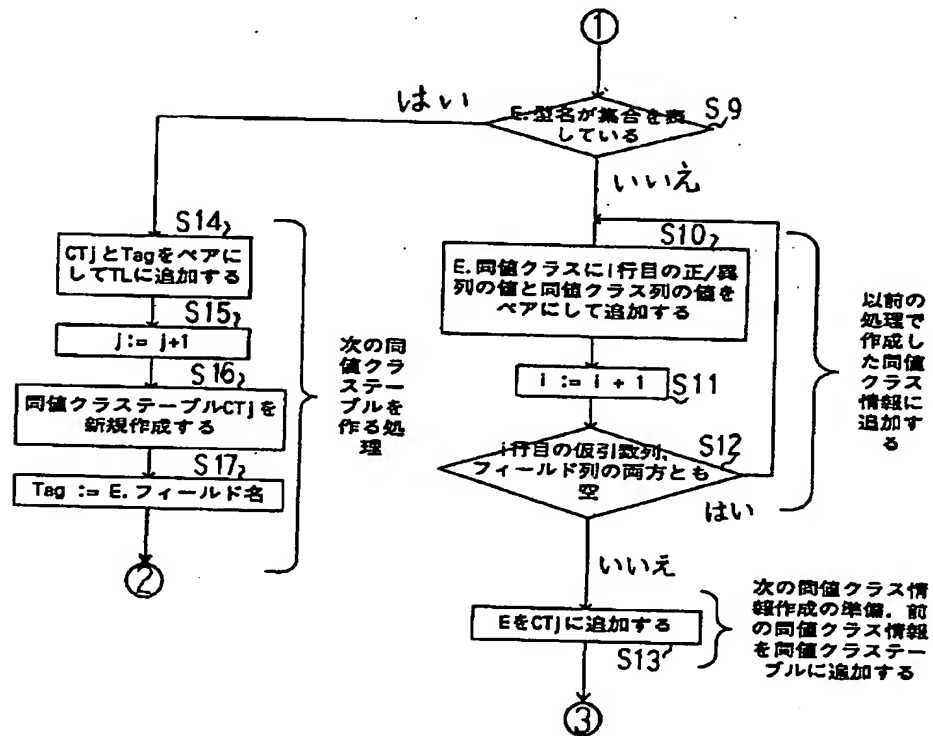 ①
はい
E.型名が集合を表
している
S9
いいえ
S14
CTjとTagをペアに
してTLに追加する
S15
j:= j+1
S16
同値クラステーブルCTjを
新規作成する
S17
Tag := E.フィールド名
②
次の同
値クラ
ステー
ブルを
作る処
理
S10
E.同値クラスにi行目の正/異
列の値と同値クラス列の値を
ペアにして追加する
i := i + 1
S11
i行目の仮引数列、
フィールド列の両方とも
空
S12
はい
いいえ
以前の
処理で
作成し
た同値
クラス
情報に
追加す
る
EをCTjに追加する
S13
次の同値クラス情
報作成の準備. 前
の同値クラス情報
を同値クラステー
ブルに追加する
③